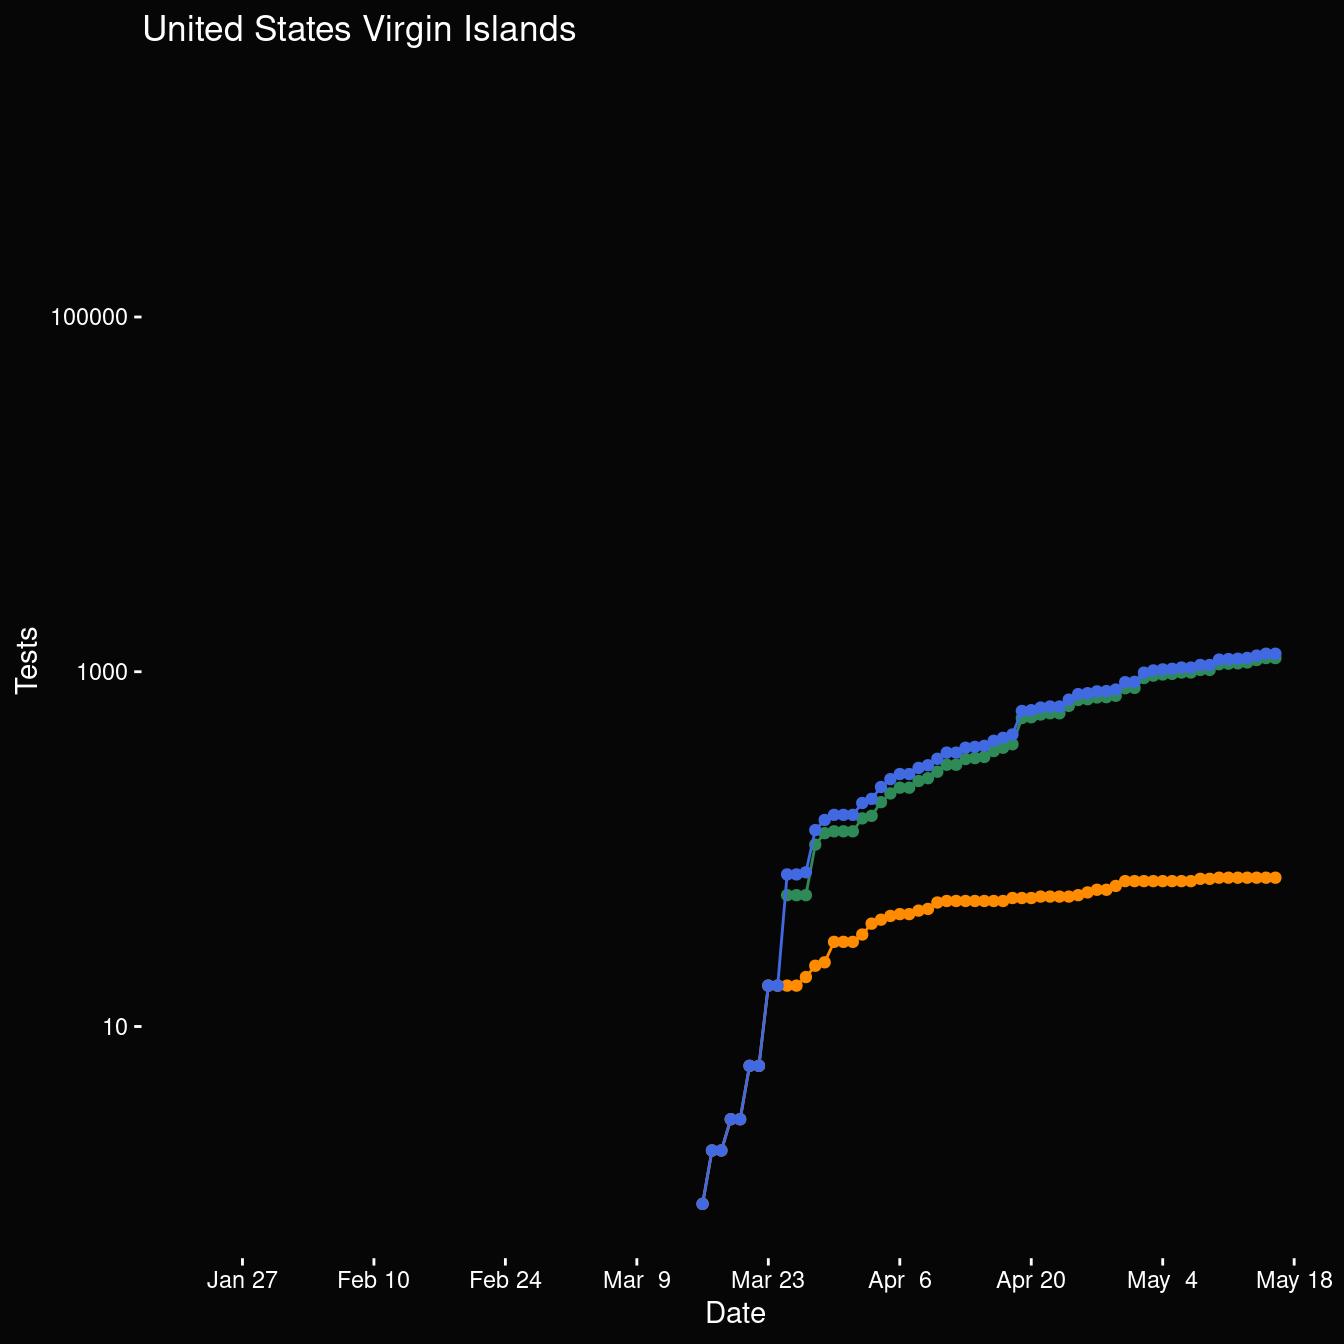 United States Virgin Islands
100000
1000
10
Tests
Jan 27 Feb 10 Feb 24 Mar  9 Mar 23 Apr  6 Apr 20 May  4 May 18
Date